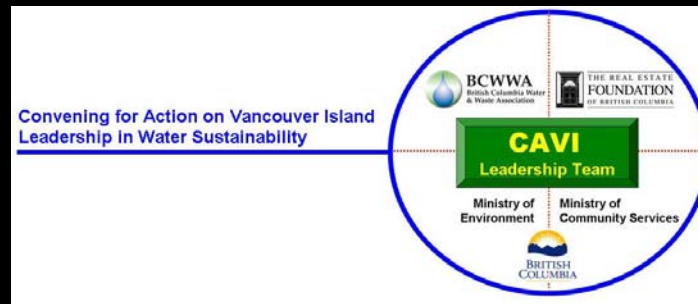 Convening for Action on Vancouver Island
Leadership in Water Sustainability
BCWWA
British Columbia Water
& Waste Association
THE REAL ESTATE
FOUNDATION
OF BRITISH COLUMBIA
CAVI
Leadership Team
Ministry of
Environment
Ministry of
Community Services
BRITISH
COLUMBIA